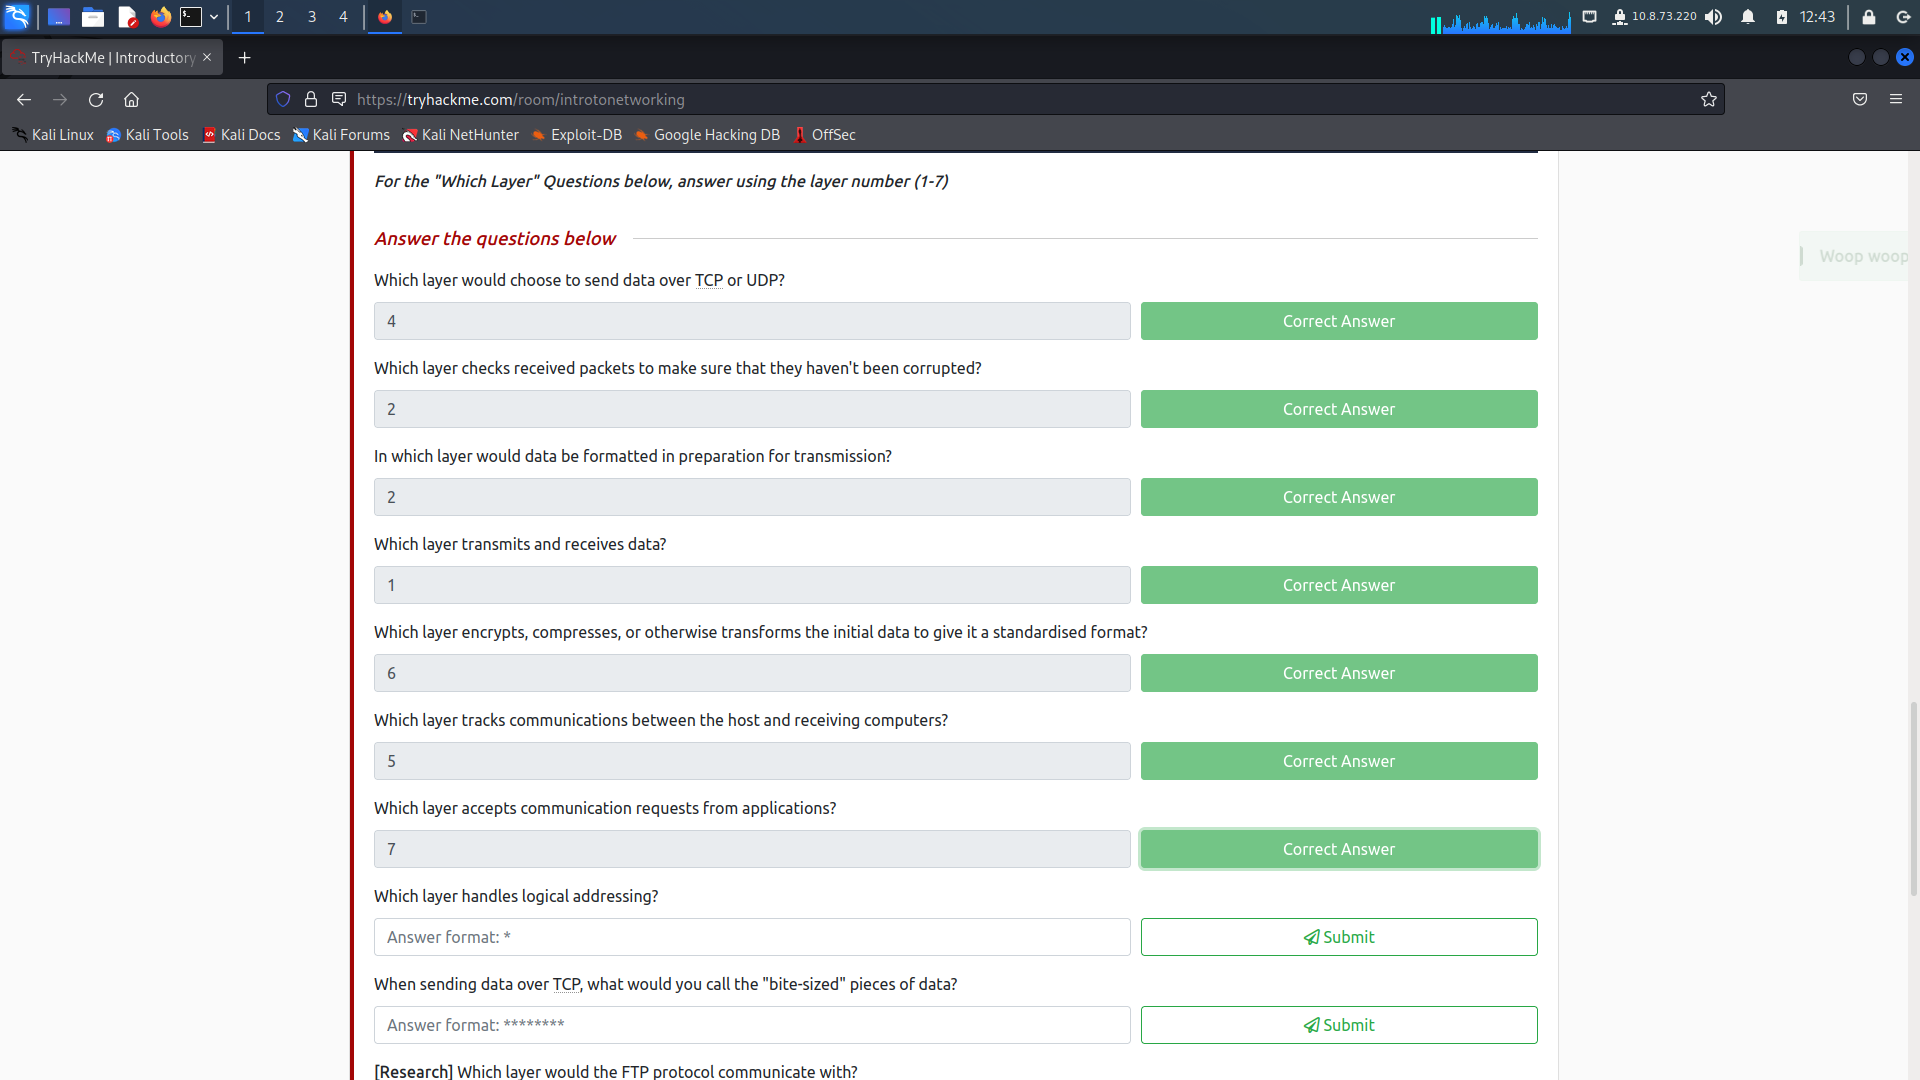 1 2 3 4
10.8.73.220 12:43
TryHackMe | Introductory
https://tryhackme.com/room/introtonetworking
Kali Linux Kali Tools Kali Docs Kali Forums Kali NetHunter Exploit-DB Google Hacking DB OffSec
For the "Which Layer" Questions below, answer using the layer number (1-7)
Answer the questions below
Woop woop
Which layer would choose to send data over TCP or UDP?
4 Correct Answer
Which layer checks received packets to make sure that they haven't been corrupted?
2 Correct Answer
In which layer would data be formatted in preparation for transmission?
2 Correct Answer
Which layer transmits and receives data?
1 Correct Answer
Which layer encrypts, compresses, or otherwise transforms the initial data to give it a standardised format?
6 Correct Answer
Which layer tracks communications between the host and receiving computers?
5 Correct Answer
Which layer accepts communication requests from applications?
7 Correct Answer
Which layer handles logical addressing?
Answer format: * Submit
When sending data over TCP, what would you call the "bite-sized" pieces of data?
Answer format: ******** Submit
[Research] Which layer would the FTP protocol communicate with?